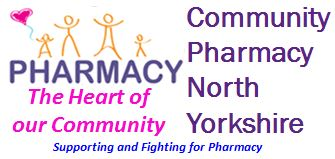 PHARMACY
The Heart of
our Community
Community
Pharmacy
North
Yorkshire
Supporting and Fighting for Pharmacy